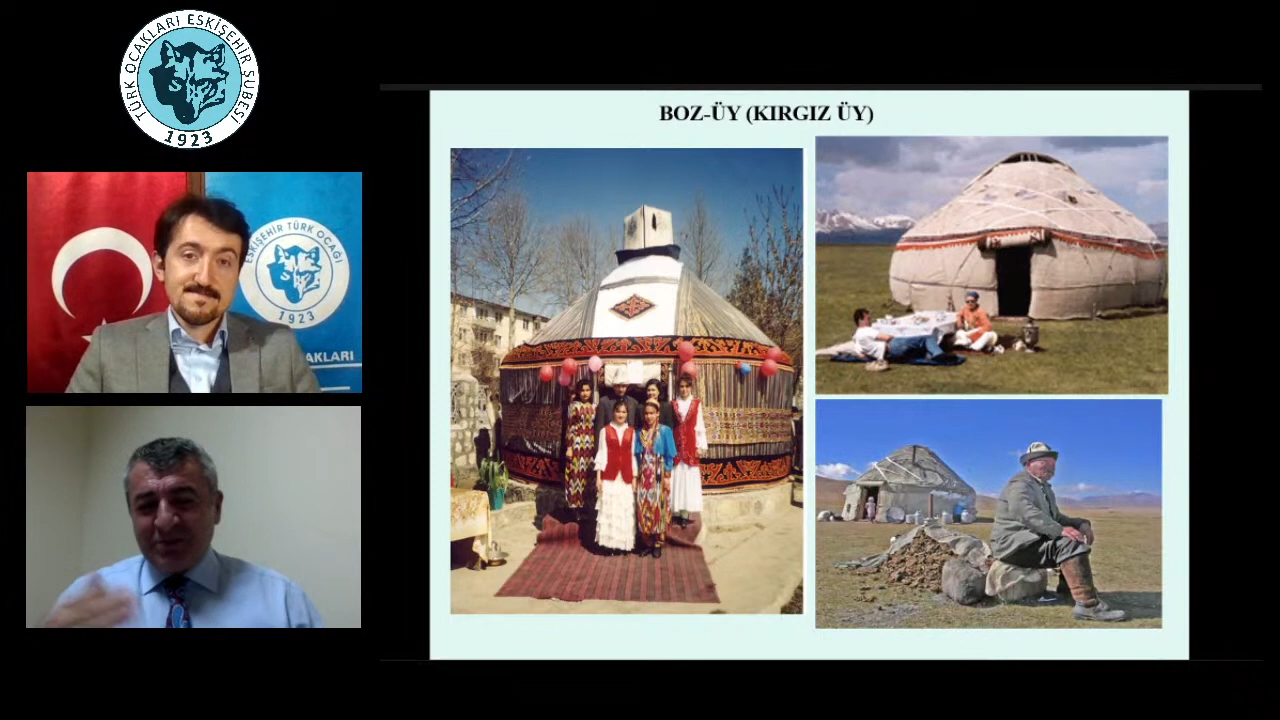 TÜRK OCAKLARI ESKİŞEHİR ŞUBESİ
1923
ESKİŞEHİR TÜRK OCAĞI
1923
AKLARI
BOZ-ÜY (KIRGIZ ÜY)